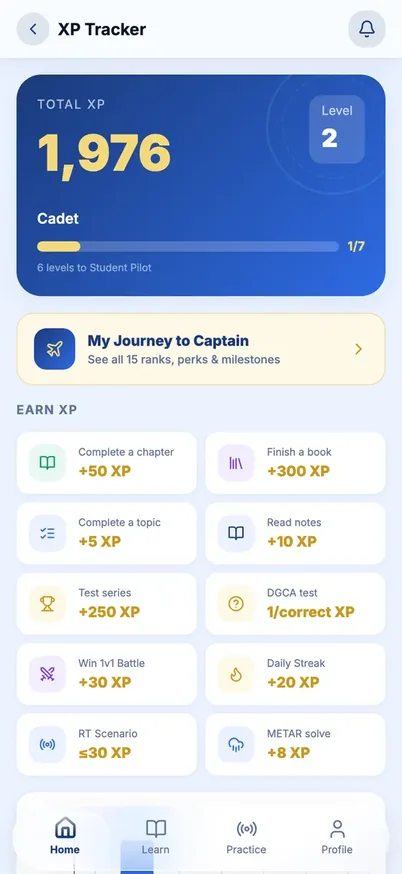 XP Tracker
TOTAL XP
Level
1,976
2
Cadet
1/7
6 levels to Student Pilot
My Journey to Captain
See all 15 ranks, perks & milestones
EARN XP
Complete a chapter
+50 XP
Finish a book
+300 XP
Complete a topic
+5 XP
Read notes
+10 XP
Test series
+250 XP
DGCA test
1/correct XP
Win 1v1 Battle
+30 XP
Daily Streak
+20 XP
RT Scenario
≤30 XP
METAR solve
+8 XP
Home
Learn
Practice
Profile